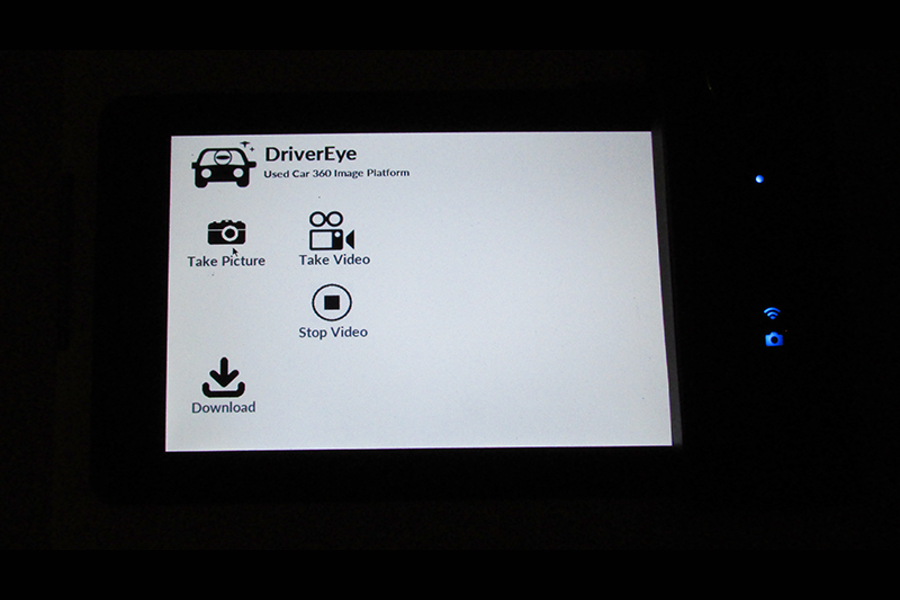 DriverEye
Used Car 360 Image Platform
Take Picture
Take Video
Stop Video
Download